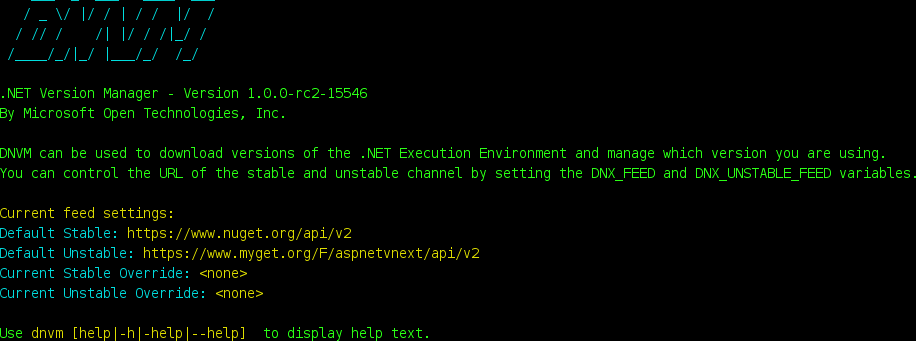 .NET Version Manager - Version 1.0.0-rc2-15546
By Microsoft Open Technologies, Inc.
DNVM can be used to download versions of the .NET Execution Environment and manage which version you are using.
You can control the URL of the stable and unstable channel by setting the DNX_FEED and DNX_UNSTABLE_FEED variables.
Current feed settings:
Default Stable: https://www.nuget.org/api/v2
Default Unstable: https://www.myget.org/F/aspnetvnext/api/v2
Current Stable Override: <none>
Current Unstable Override: <none>
Use dnvm [help|-h|-help|--help]  to display help text.